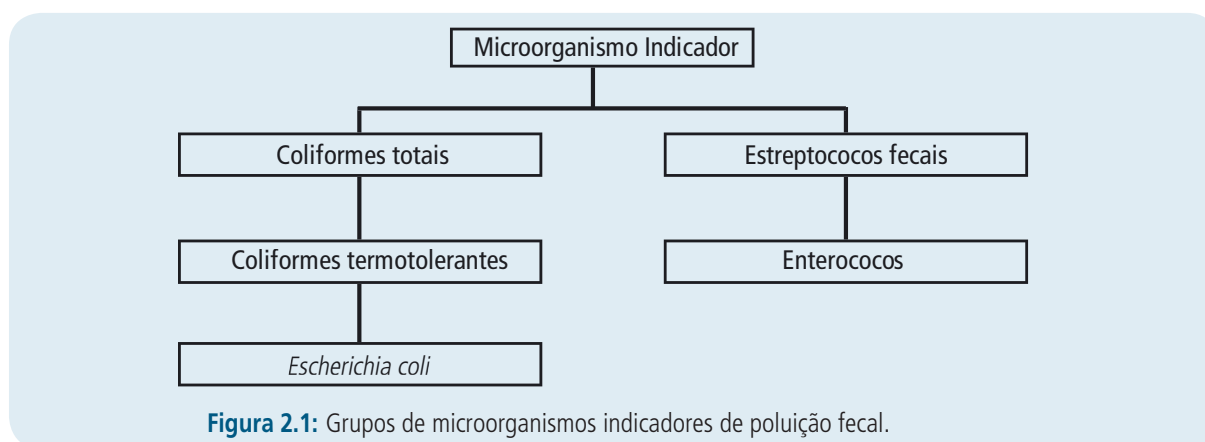 Microorganismo Indicador
Coliformes totais
Estreptococos fecais
Coliformes termotolerantes
Enterococos
Escherichia coli
Figura 2.1: Grupos de microorganismos indicadores de poluição fecal.